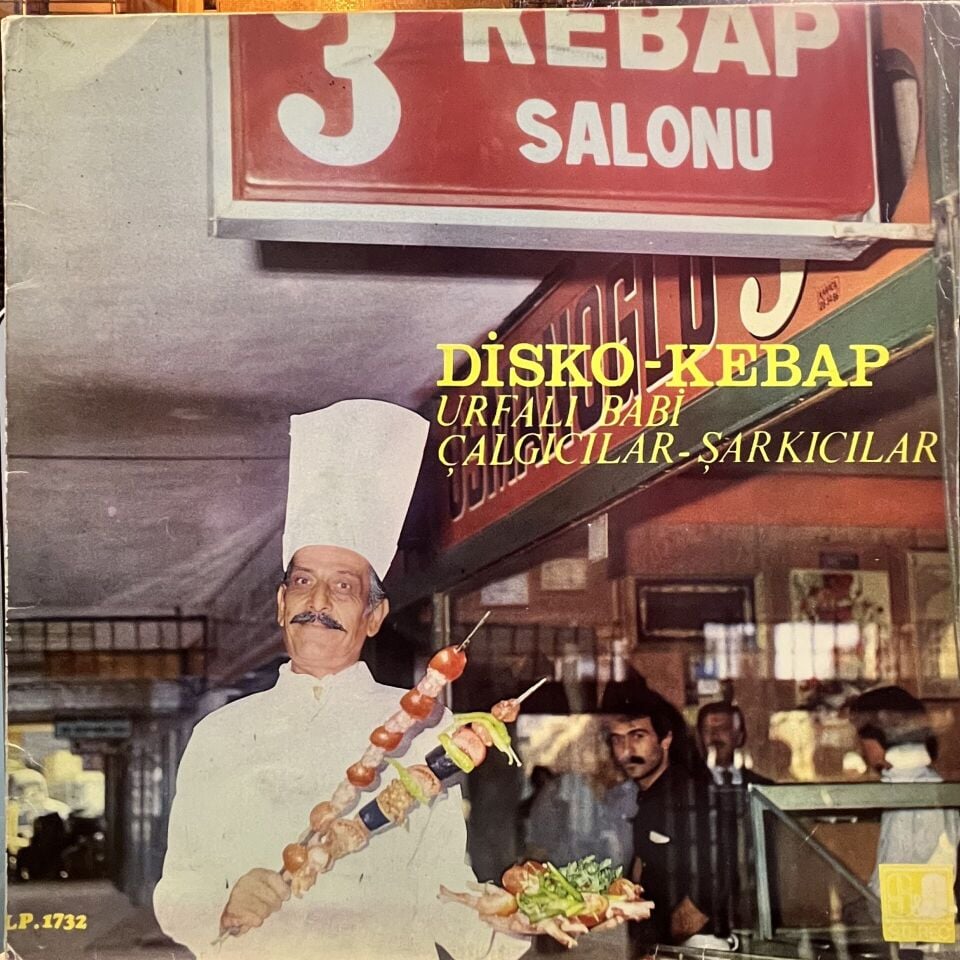 3 KEBAP
SALONU
DİSKO-KEBAP
URFALI BABİ
ÇALGICILAR-ŞARKICILAR
LP.1732
STEREO